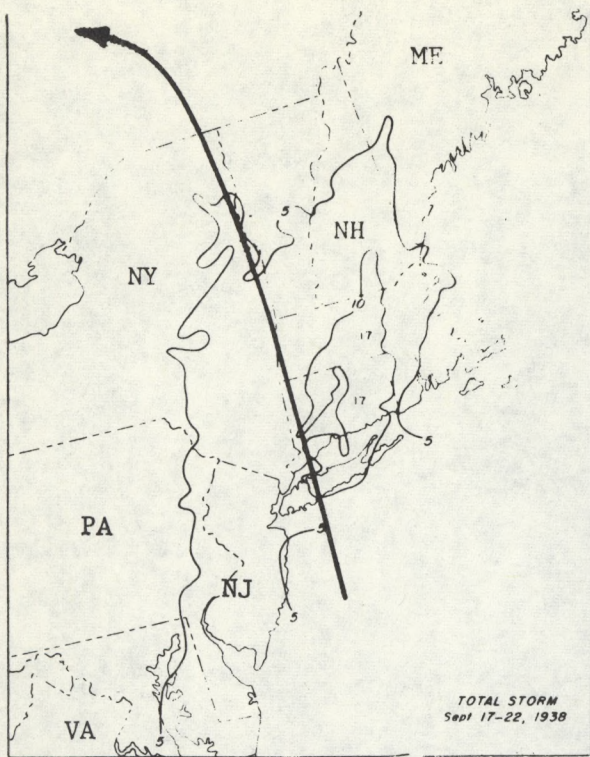 ME
5
NH
NY
10
17
17
5
PA
5
NJ
5
TOTAL STORM
Sept 17-22, 1938
VA
5